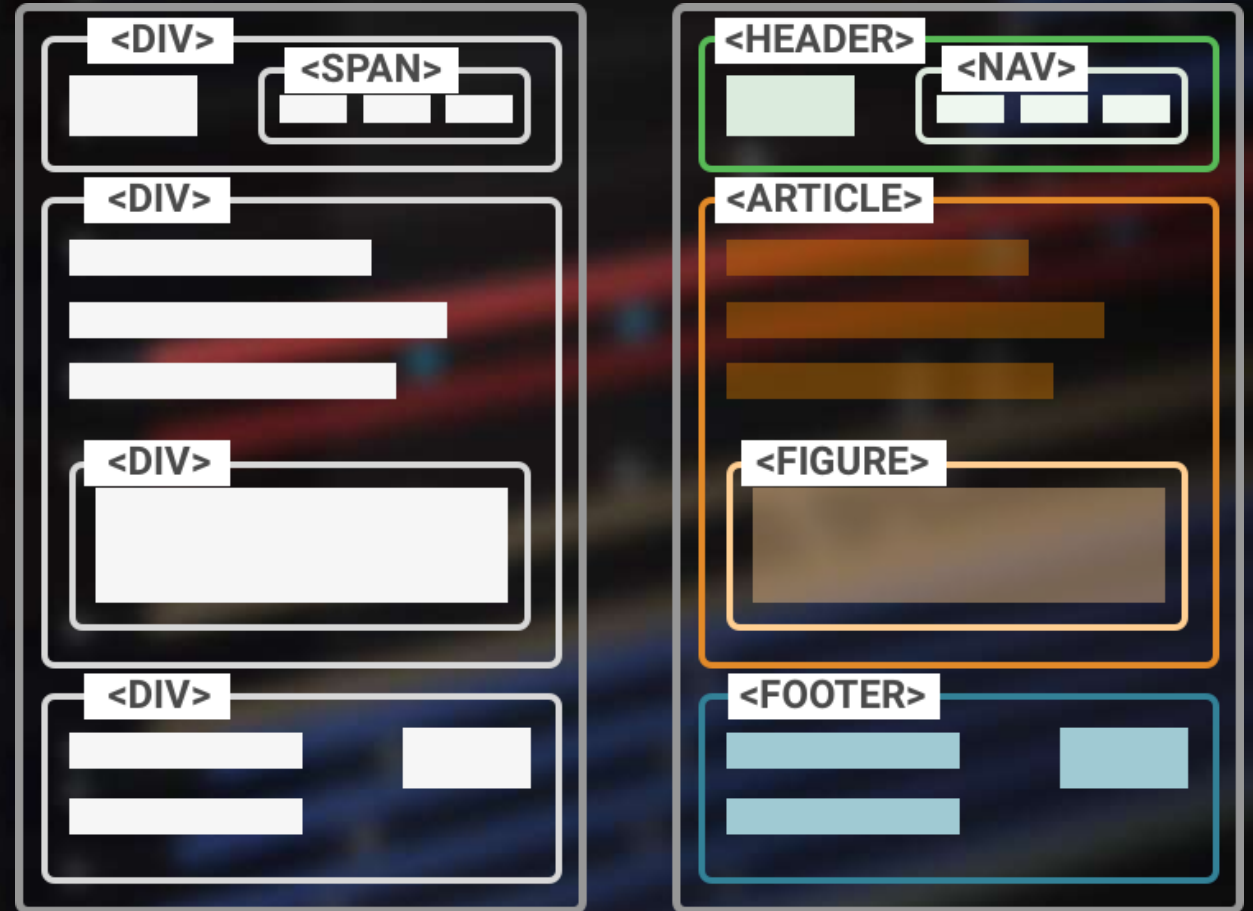 <DIV>
<SPAN>
<DIV>
<DIV>
<DIV>
<HEADER>
<NAV>
<ARTICLE>
<FIGURE>
<FOOTER>